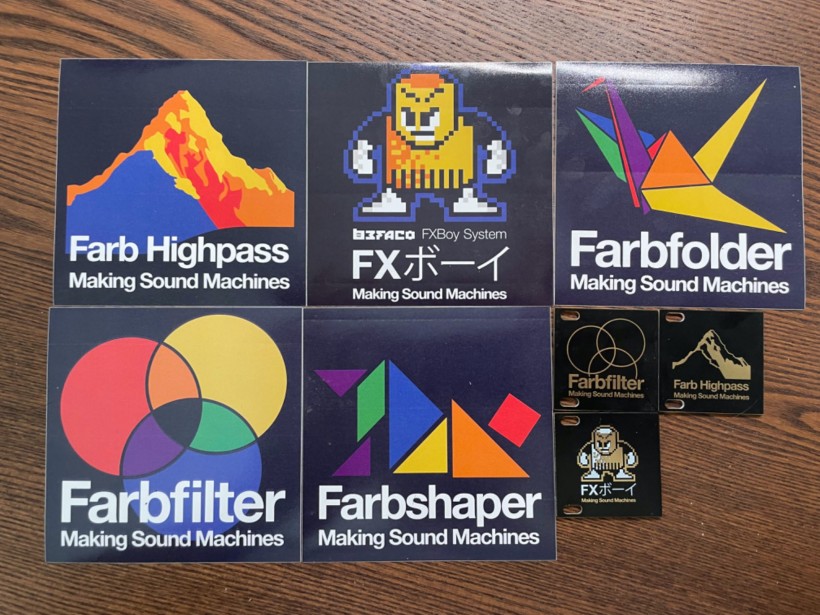 Farb Highpass
Making Sound Machines
BEFACO FXBoy System
FXボーイ
Making Sound Machines
Farbfolder
Making Sound Machines
Farbfilter
Making Sound Machines
Farbshaper
Making Sound Machines
Farbfilter
Making Sound Machines
Farb Highpass
Making Sound Machines
FXボーイ
Making Sound Machines